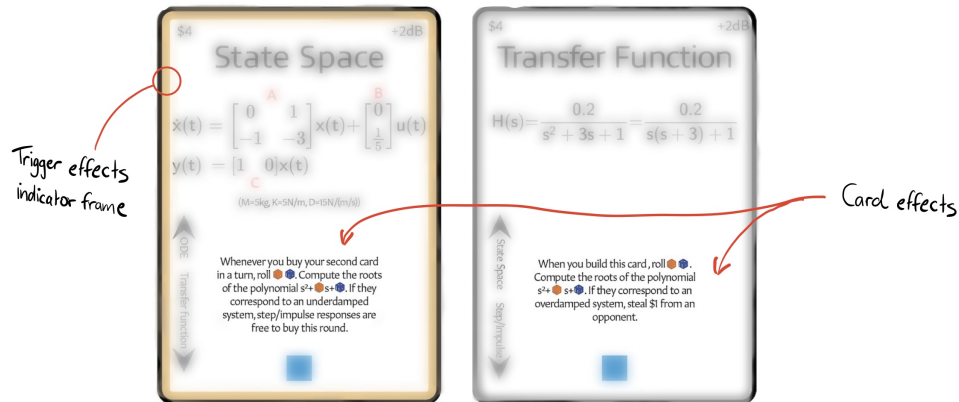 $4
+2dB
State Space
A
B
ẋ(t) = [0 1 −1 −3] x(t)+ [0 1/5] u(t)
y(t) = [1 0]x(t)
C
(M=5kg, K=5N/m, D=15N/(m/s))
ODE
Transfer function
Whenever you buy your second card
in a turn, roll . Compute the roots
of the polynomial s²+ s+ . If they
correspond to an underdamped
system, step/impulse responses are
free to buy this round.
$4
+2dB
Transfer Function
H(s)= 0.2/(s² + 3s + 1) = 0.2/(s(s + 3) + 1)
State Space
Step/Impulse
When you build this card, roll .
Compute the roots of the polynomial
s²+ s+ . If they correspond to an
overdamped system, steal $1 from an
opponent.
Trigger effects
indicator frame
Card effects